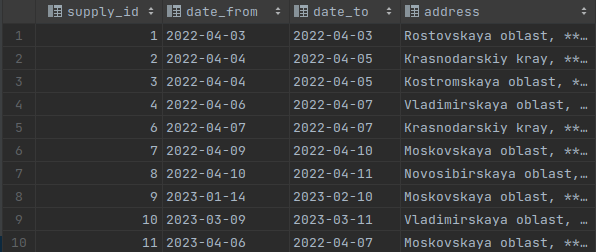 supply_id date_from date_to address
1 1 2022-04-03 2022-04-03 Rostovskaya oblast, **…
2 2 2022-04-04 2022-04-05 Krasnodarskiy kray, **…
3 3 2022-04-04 2022-04-05 Kostromskaya oblast, *…
4 4 2022-04-06 2022-04-07 Vladimirskaya oblast, …
5 6 2022-04-07 2022-04-07 Krasnodarskiy kray, **…
6 7 2022-04-09 2022-04-10 Moskovskaya oblast, **…
7 8 2022-04-10 2022-04-11 Novosibirskaya oblast,…
8 9 2023-01-14 2023-02-10 Moskovskaya oblast, **…
9 10 2023-03-09 2023-03-11 Vladimirskaya oblast, …
10 11 2023-04-06 2022-04-07 Moskovskaya oblast, **…